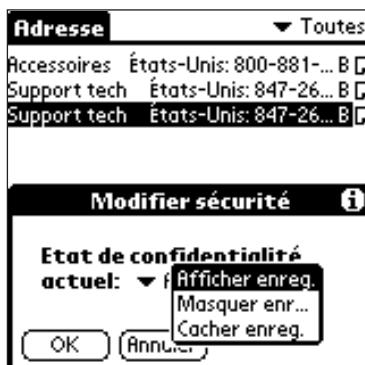 Adresse ▼ Toutes
Accessoires États-Unis: 800-881-... B
Support tech États-Unis: 847-26... B
Support tech États-Unis: 847-26... B
Modifier sécurité
Etat de confidentialité
actuel: ▼
Afficher enreg.
Masquer enr...
Cacher enreg.
OK
Annuler